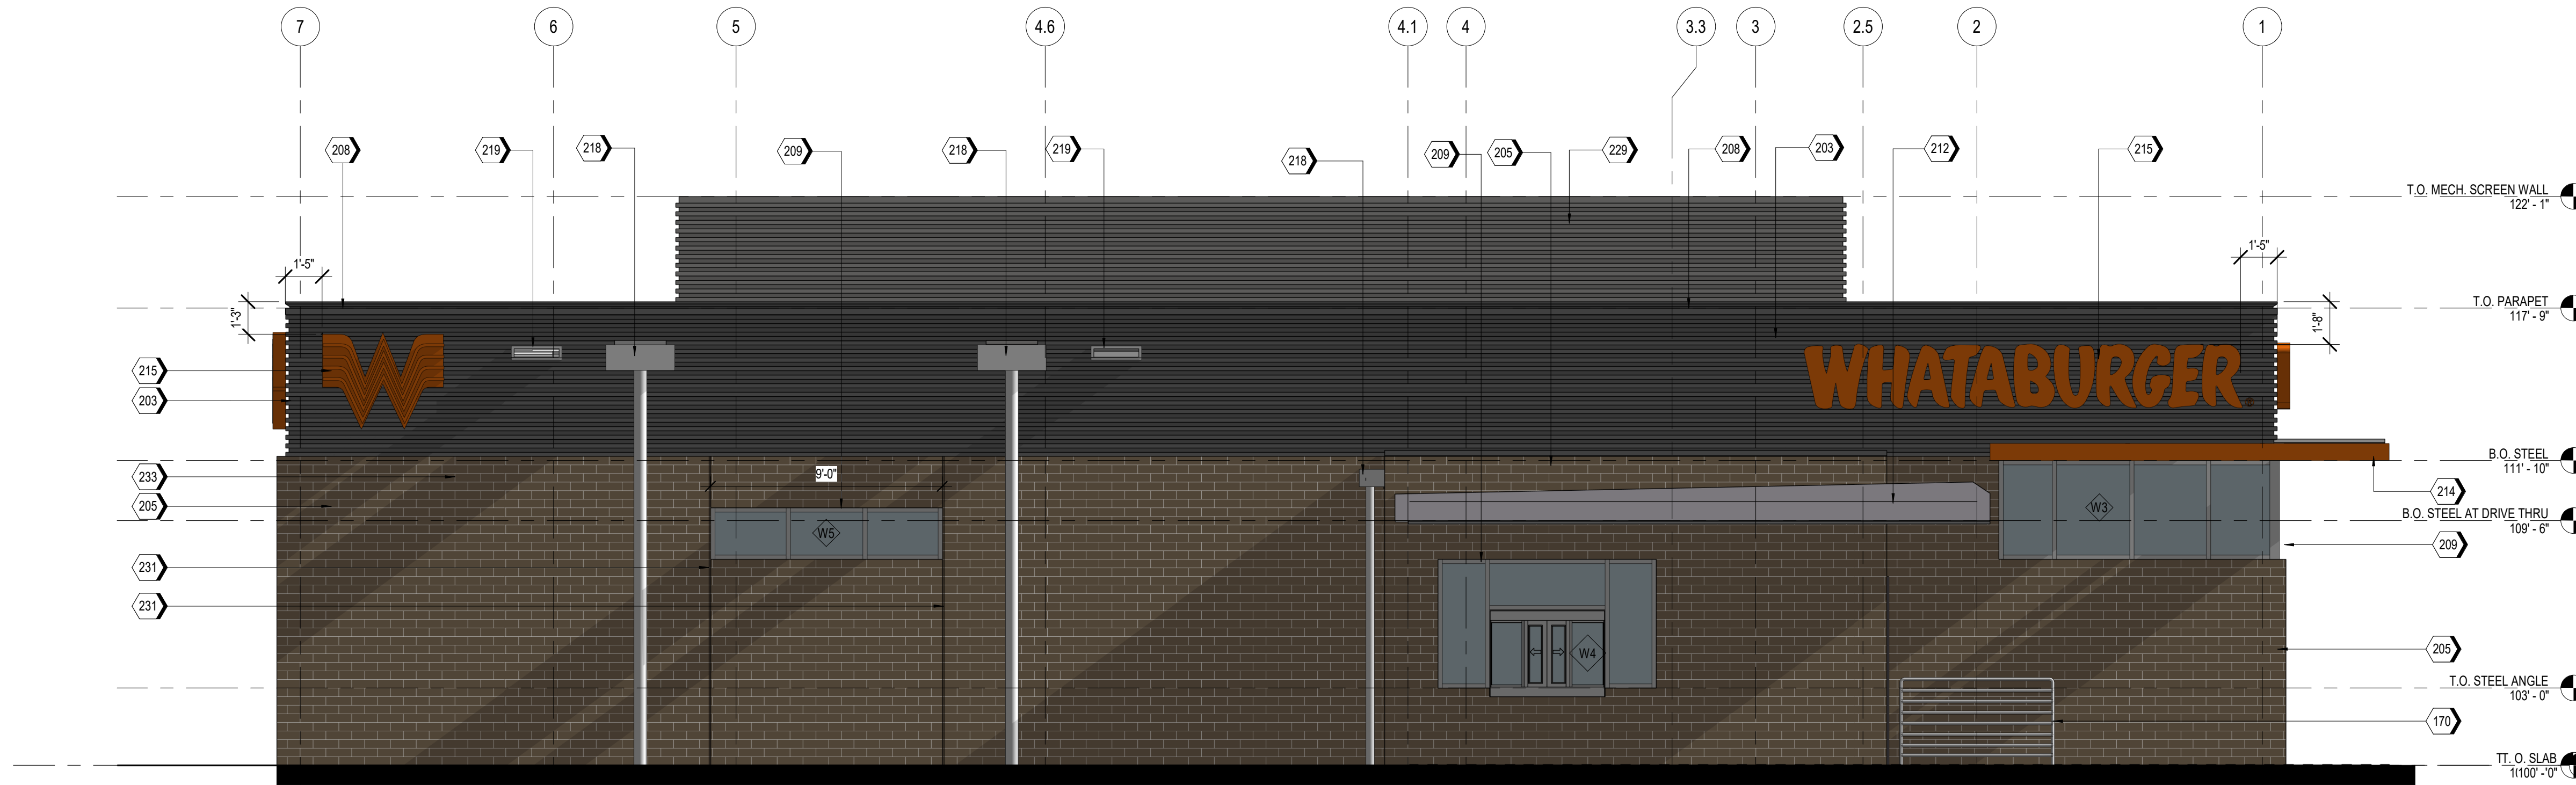 7 6 5 4.6 4.1 4 3.3 3 2.5 2 1
208 219 218 209 218 219 218 209 205 229 208 203 212 215
T.O. MECH. SCREEN WALL
122' - 1"
1'-5" 1'-5"
T.O. PARAPET
117' - 9"
1'-3" 1'-8"
215
203
WHATABURGER®
B.O. STEEL
111' - 10"
233
9'-0"
214
205
W5
W3
B.O. STEEL AT DRIVE THRU
109' - 6"
209
231
231
W4
205
T.O. STEEL ANGLE
103' - 0"
170
TT. O. SLAB
1(100' -'0"